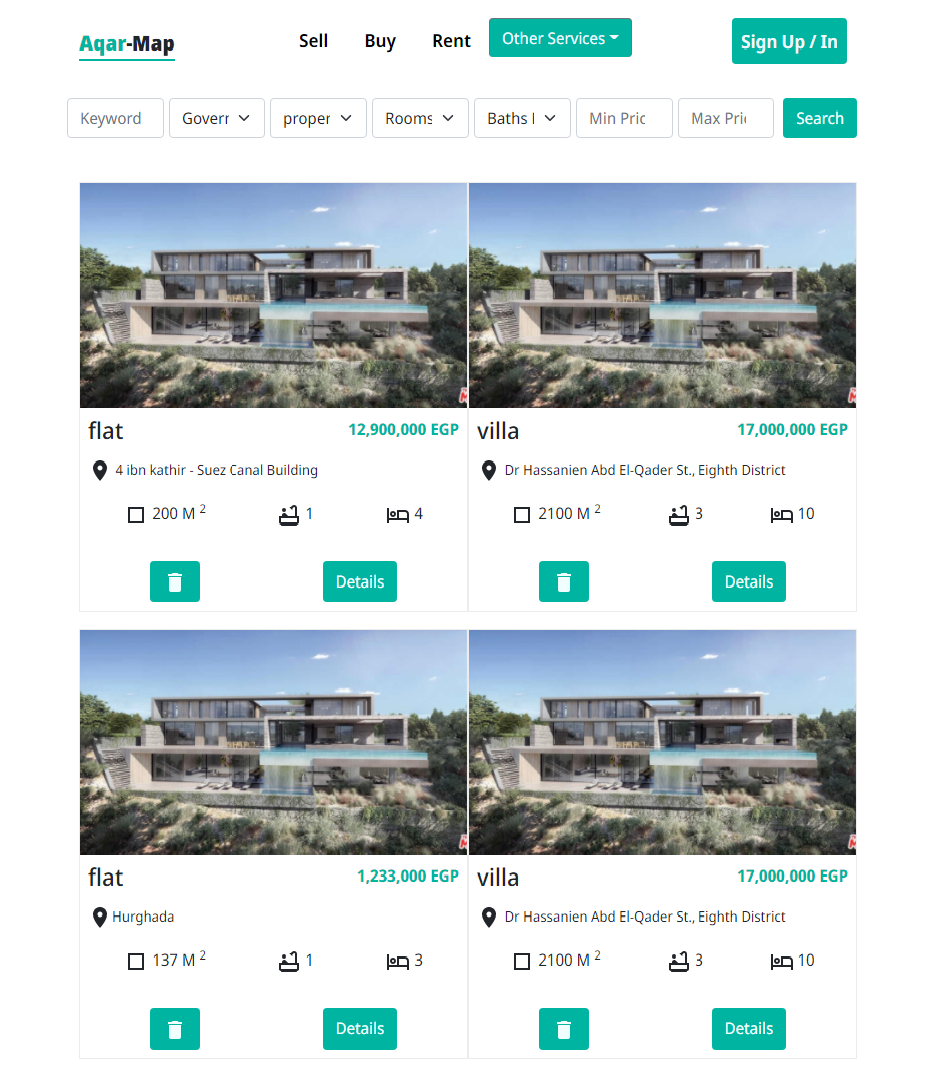 Aqar-Map
Sell Buy Rent Other Services Sign Up / In
Keyword Goverr proper Rooms Baths Min Pric Max Pric Search
flat 12,900,000 EGP
4 ibn kathir - Suez Canal Building
200 M 2 1 4
Details
villa 17,000,000 EGP
Dr Hassanien Abd El-Qader St., Eighth District
2100 M 2 3 10
Details
flat 1,233,000 EGP
Hurghada
137 M 2 1 3
Details
villa 17,000,000 EGP
Dr Hassanien Abd El-Qader St., Eighth District
2100 M 2 3 10
Details